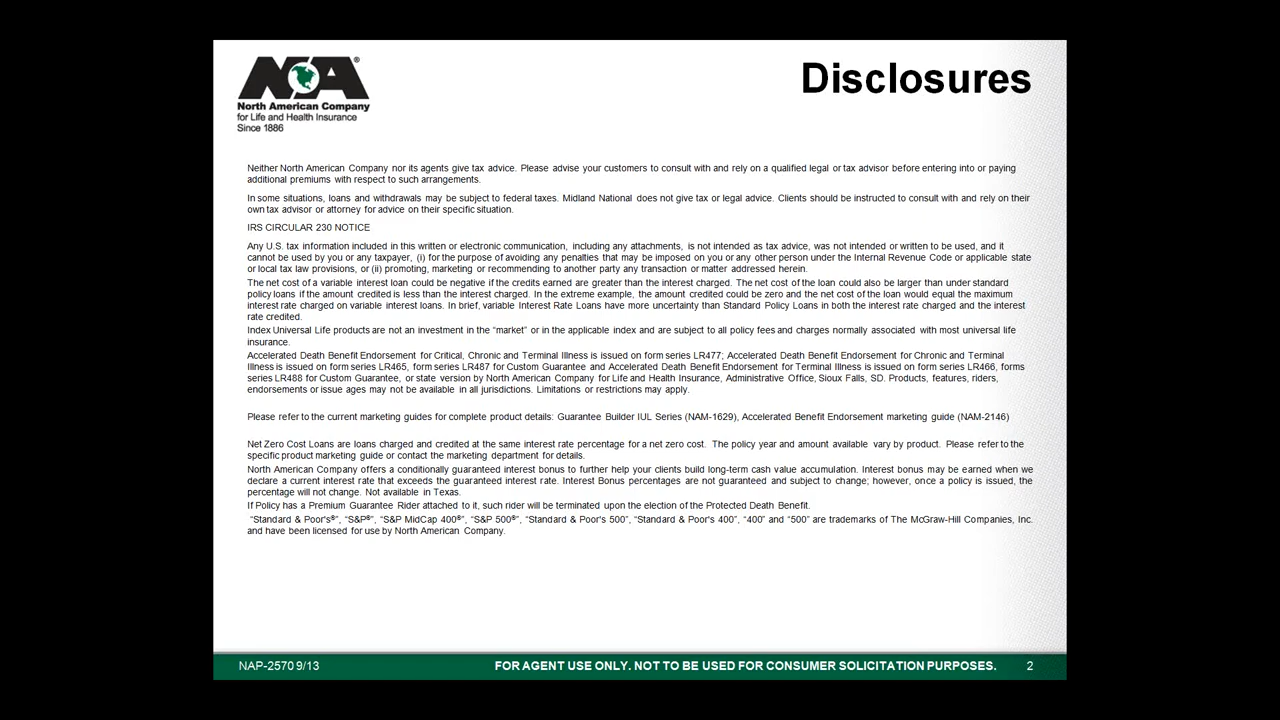 NA®
North American Company
for Life and Health Insurance
Since 1886
Disclosures
Neither North American Company nor its agents give tax advice. Please advise your customers to consult with and rely on a qualified legal or tax advisor before entering into or paying
additional premiums with respect to such arrangements.
In some situations, loans and withdrawals may be subject to federal taxes. Midland National does not give tax or legal advice. Clients should be instructed to consult with and rely on their
own tax advisor or attorney for advice on their specific situation.
IRS CIRCULAR 230 NOTICE
Any U.S. tax information included in this written or electronic communication, including any attachments, is not intended as tax advice, was not intended or written to be used, and it
cannot be used by you or any taxpayer, (i) for the purpose of avoiding any penalties that may be imposed on you or any other person under the Internal Revenue Code or applicable state
or local tax law provisions, or (ii) promoting, marketing or recommending to another party any transaction or matter addressed herein.
The net cost of a variable interest loan could be negative if the credits earned are greater than the interest charged. The net cost of the loan could also be larger than under standard
policy loans if the amount credited is less than the interest charged. In the extreme example, the amount credited could be zero and the net cost of the loan would equal the maximum
interest rate charged on variable interest loans. In brief, variable Interest Rate Loans have more uncertainty than Standard Policy Loans in both the interest rate charged and the interest
rate credited.
Index Universal Life products are not an investment in the “market” or in the applicable index and are subject to all policy fees and charges normally associated with most universal life
insurance.
Accelerated Death Benefit Endorsement for Critical, Chronic and Terminal Illness is issued on form series LR477; Accelerated Death Benefit Endorsement for Chronic and Terminal
Illness is issued on form series LR465, form series LR487 for Custom Guarantee and Accelerated Death Benefit Endorsement for Terminal Illness is issued on form series LR466, forms
series LR488 for Custom Guarantee, or state version by North American Company for Life and Health Insurance, Administrative Office, Sioux Falls, SD. Products, features, riders,
endorsements or issue ages may not be available in all jurisdictions. Limitations or restrictions may apply.
Please refer to the current marketing guides for complete product details: Guarantee Builder IUL Series (NAM-1629), Accelerated Benefit Endorsement marketing guide (NAM-2146)
Net Zero Cost Loans are loans charged and credited at the same interest rate percentage for a net zero cost. The policy year and amount available vary by product. Please refer to the
specific product marketing guide or contact the marketing department for details.
North American Company offers a conditionally guaranteed interest bonus to further help your clients build long-term cash value accumulation. Interest bonus may be earned when we
declare a current interest rate that exceeds the guaranteed interest rate. Interest Bonus percentages are not guaranteed and subject to change; however, once a policy is issued, the
percentage will not change. Not available in Texas.
If Policy has a Premium Guarantee Rider attached to it, such rider will be terminated upon the election of the Protected Death Benefit.
“Standard & Poor's®”, “S&P®”, “S&P MidCap 400®”, “S&P 500®”, “Standard & Poor's 500”, “Standard & Poor's 400”, “400” and “500” are trademarks of The McGraw-Hill Companies, Inc.
and have been licensed for use by North American Company.
NAP-2570 9/13
FOR AGENT USE ONLY. NOT TO BE USED FOR CONSUMER SOLICITATION PURPOSES.
2